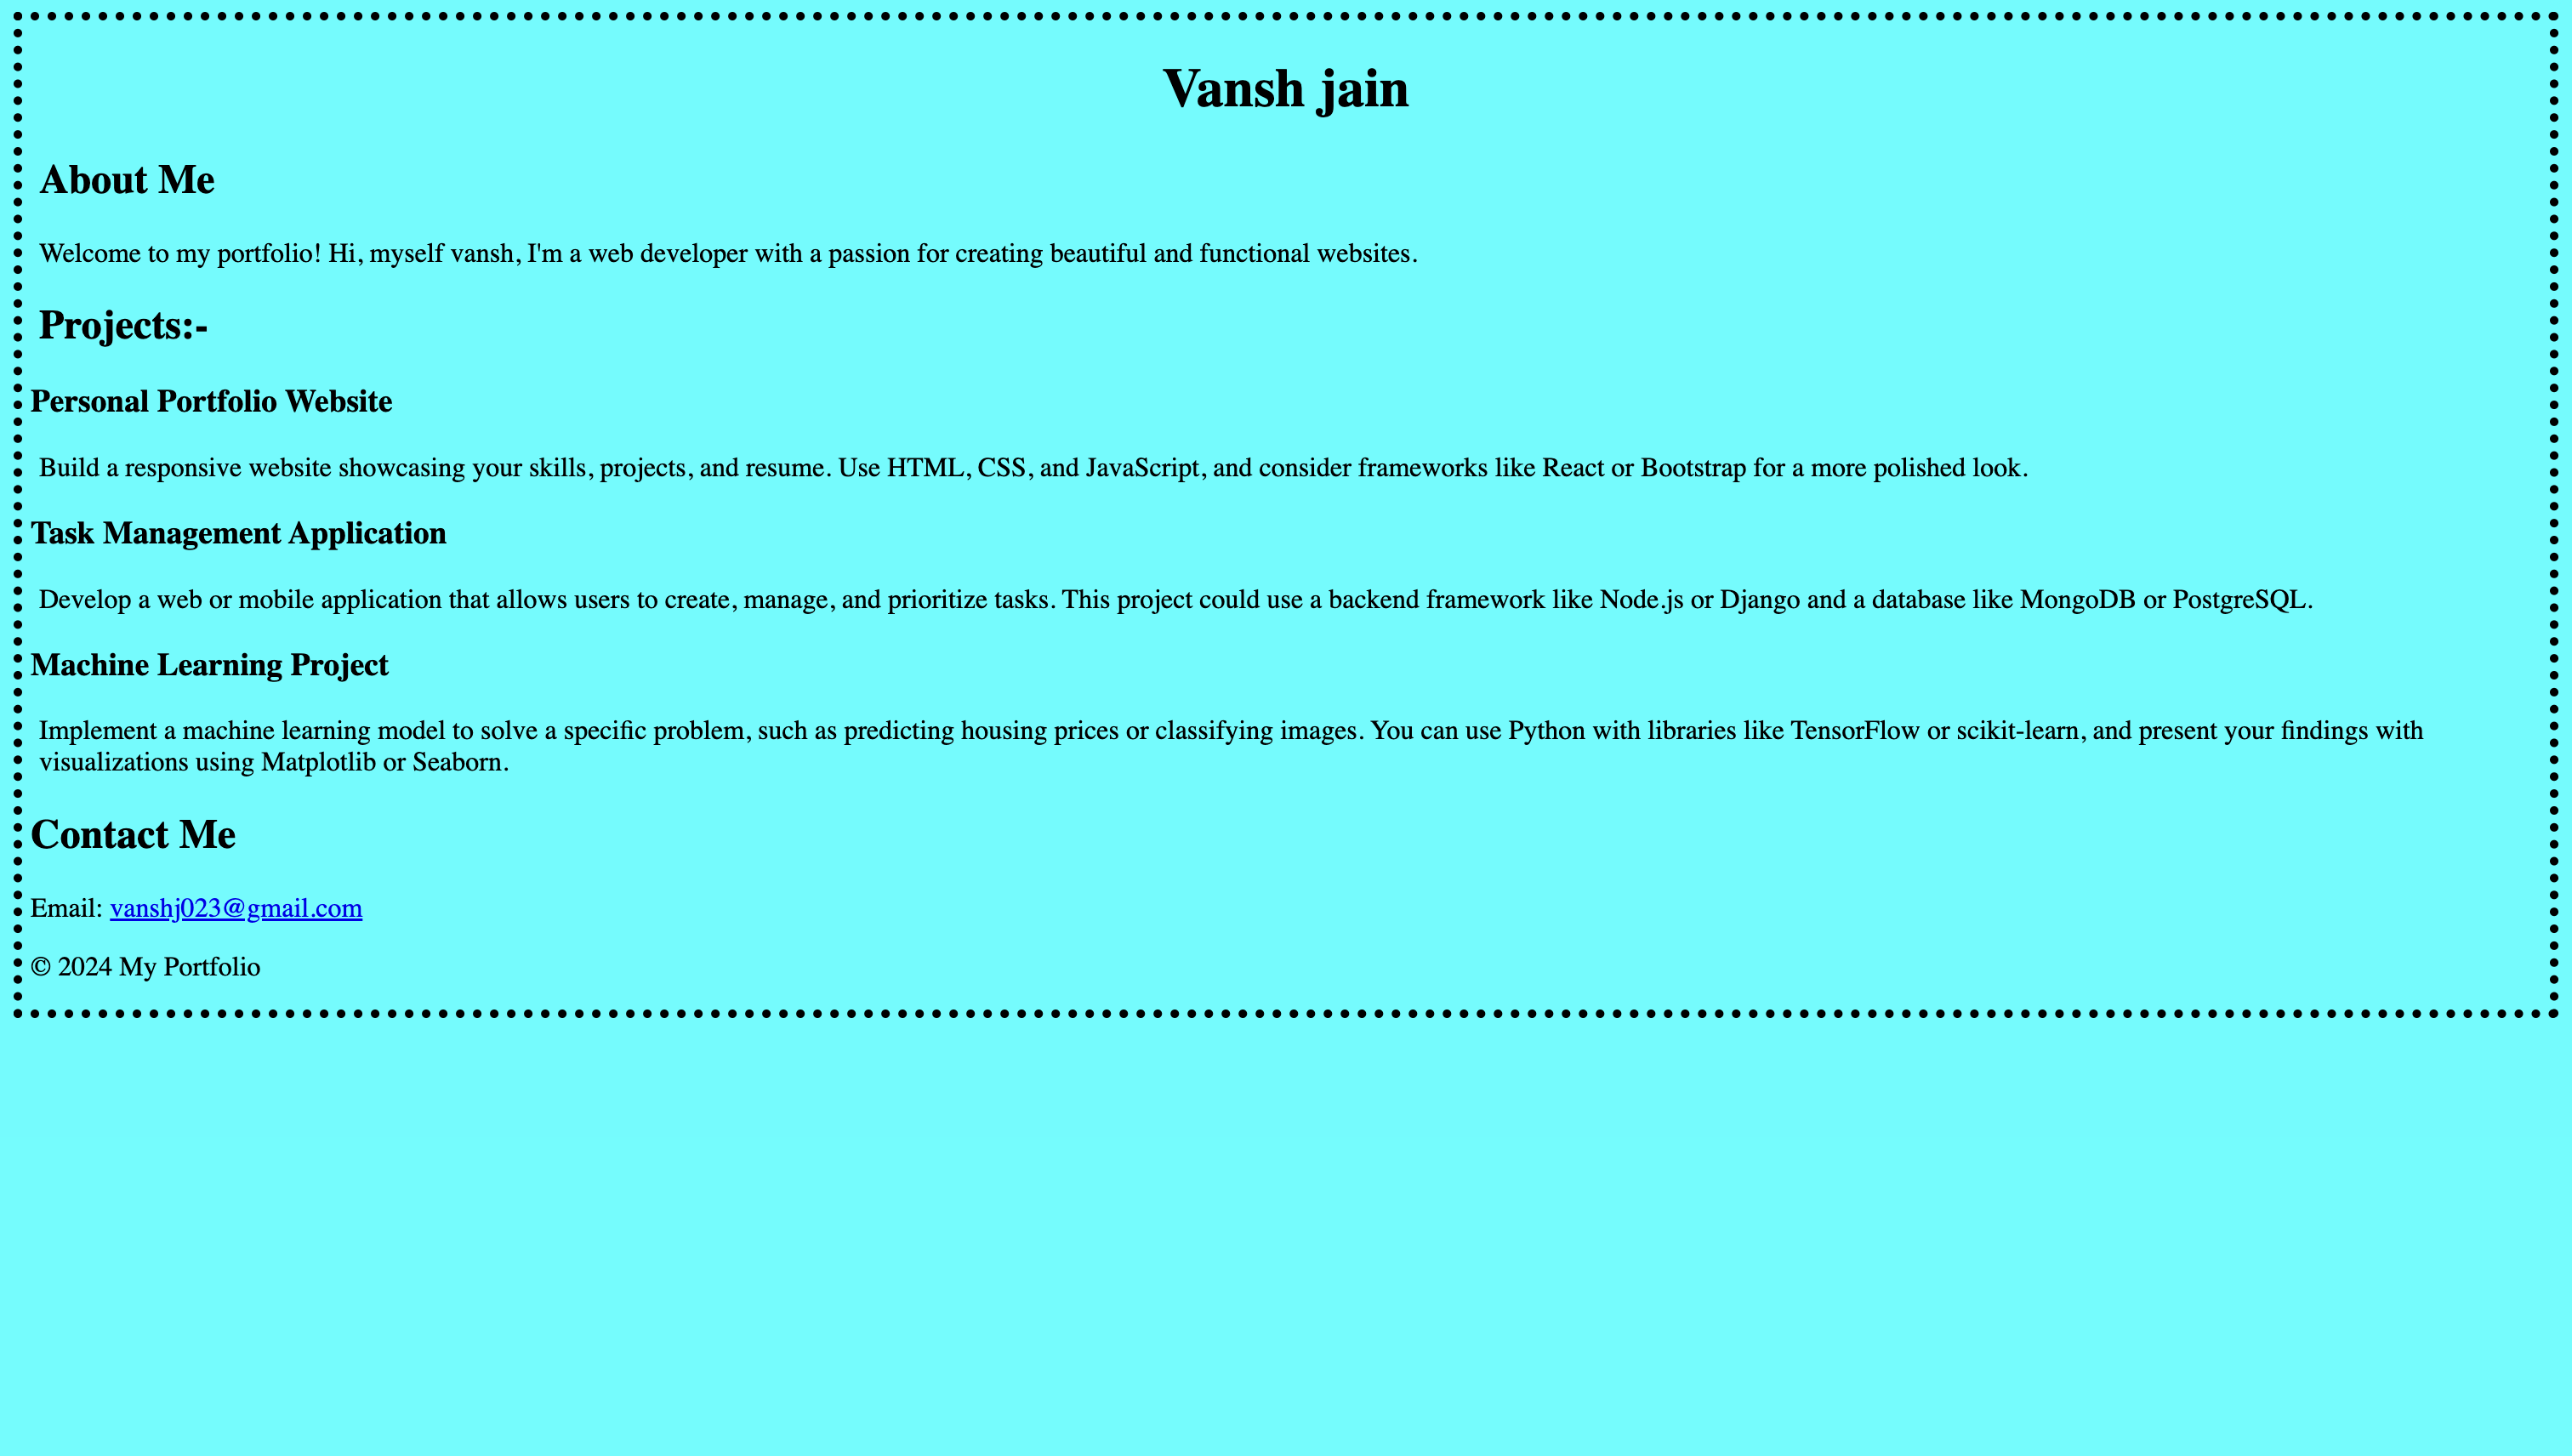 Vansh jain
About Me
Welcome to my portfolio! Hi, myself vansh, I'm a web developer with a passion for creating beautiful and functional websites.
Projects:-
Personal Portfolio Website
Build a responsive website showcasing your skills, projects, and resume. Use HTML, CSS, and JavaScript, and consider frameworks like React or Bootstrap for a more polished look.
Task Management Application
Develop a web or mobile application that allows users to create, manage, and prioritize tasks. This project could use a backend framework like Node.js or Django and a database like MongoDB or PostgreSQL.
Machine Learning Project
Implement a machine learning model to solve a specific problem, such as predicting housing prices or classifying images. You can use Python with libraries like TensorFlow or scikit-learn, and present your findings with
visualizations using Matplotlib or Seaborn.
Contact Me
Email: vanshj023@gmail.com
© 2024 My Portfolio